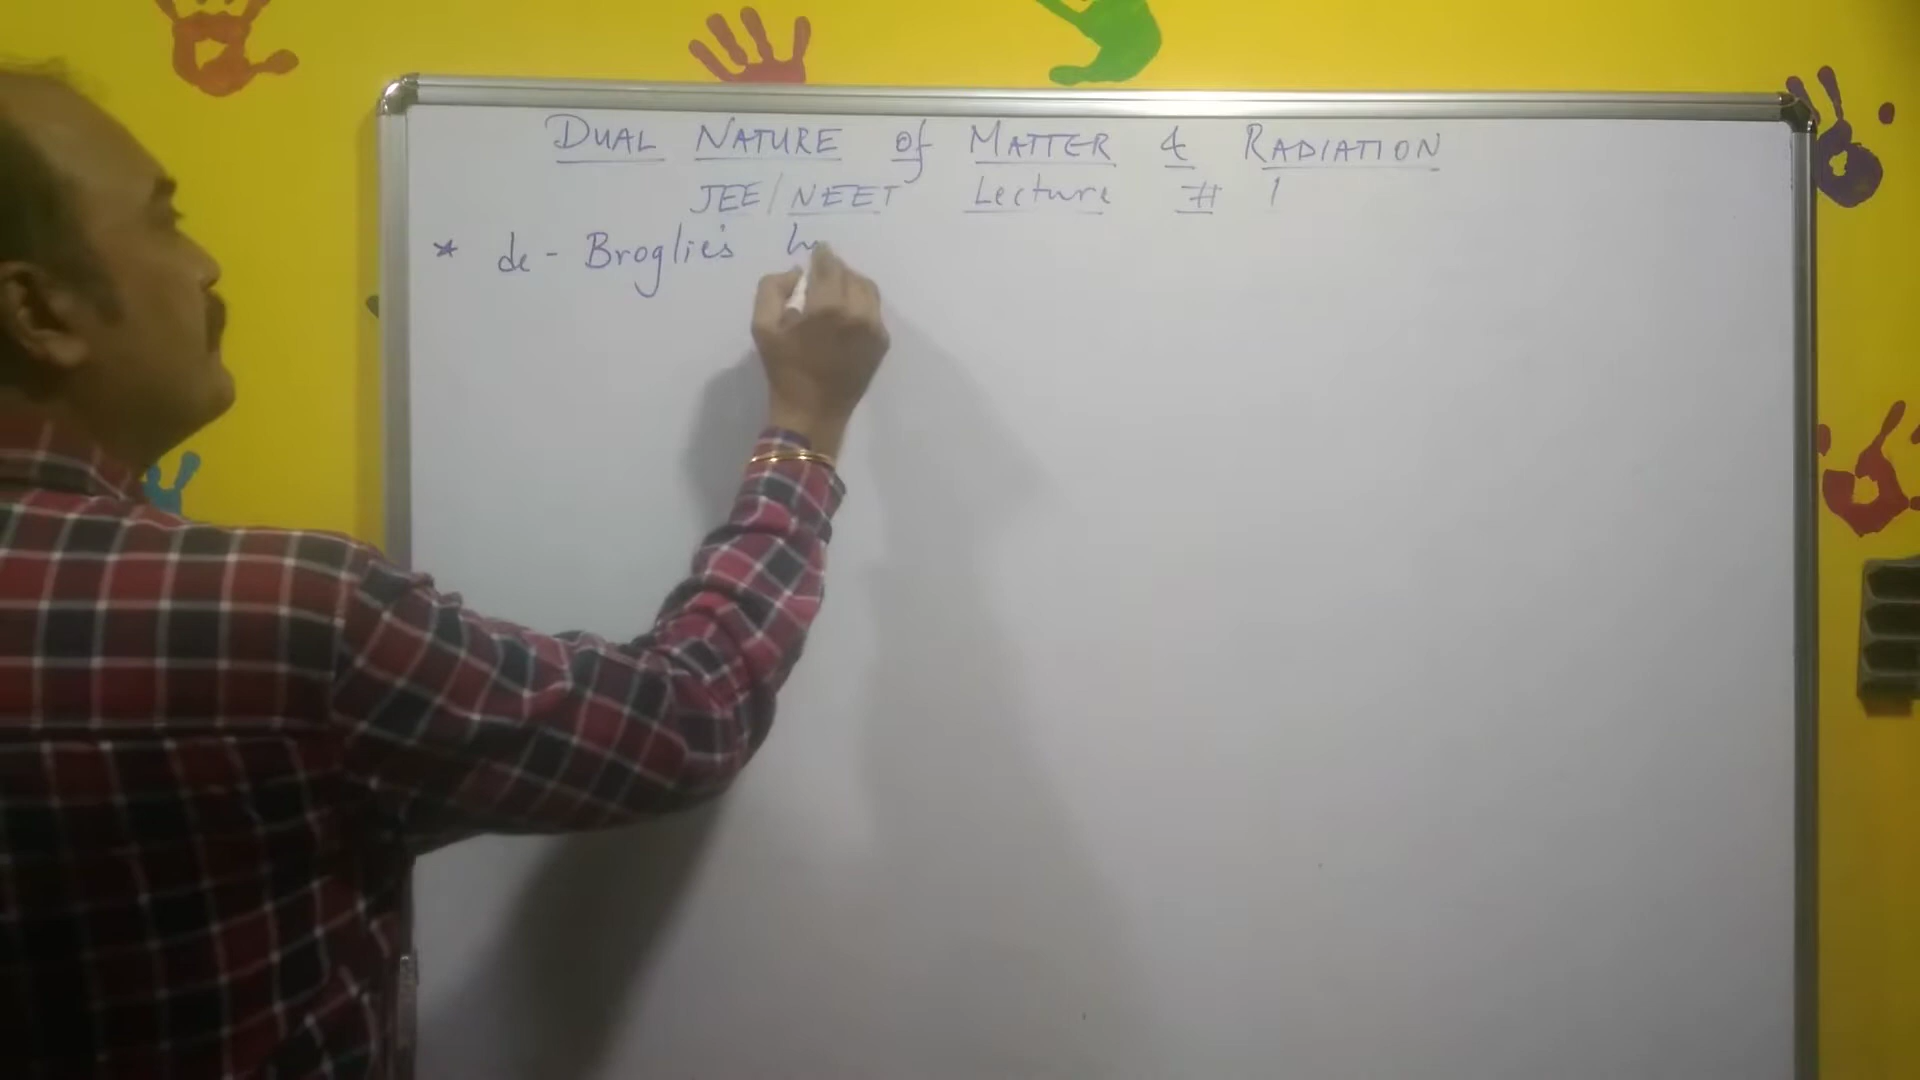 DUAL NATURE of MATTER & RADIATION
JEE/NEET Lecture # 1
* de-Broglie's